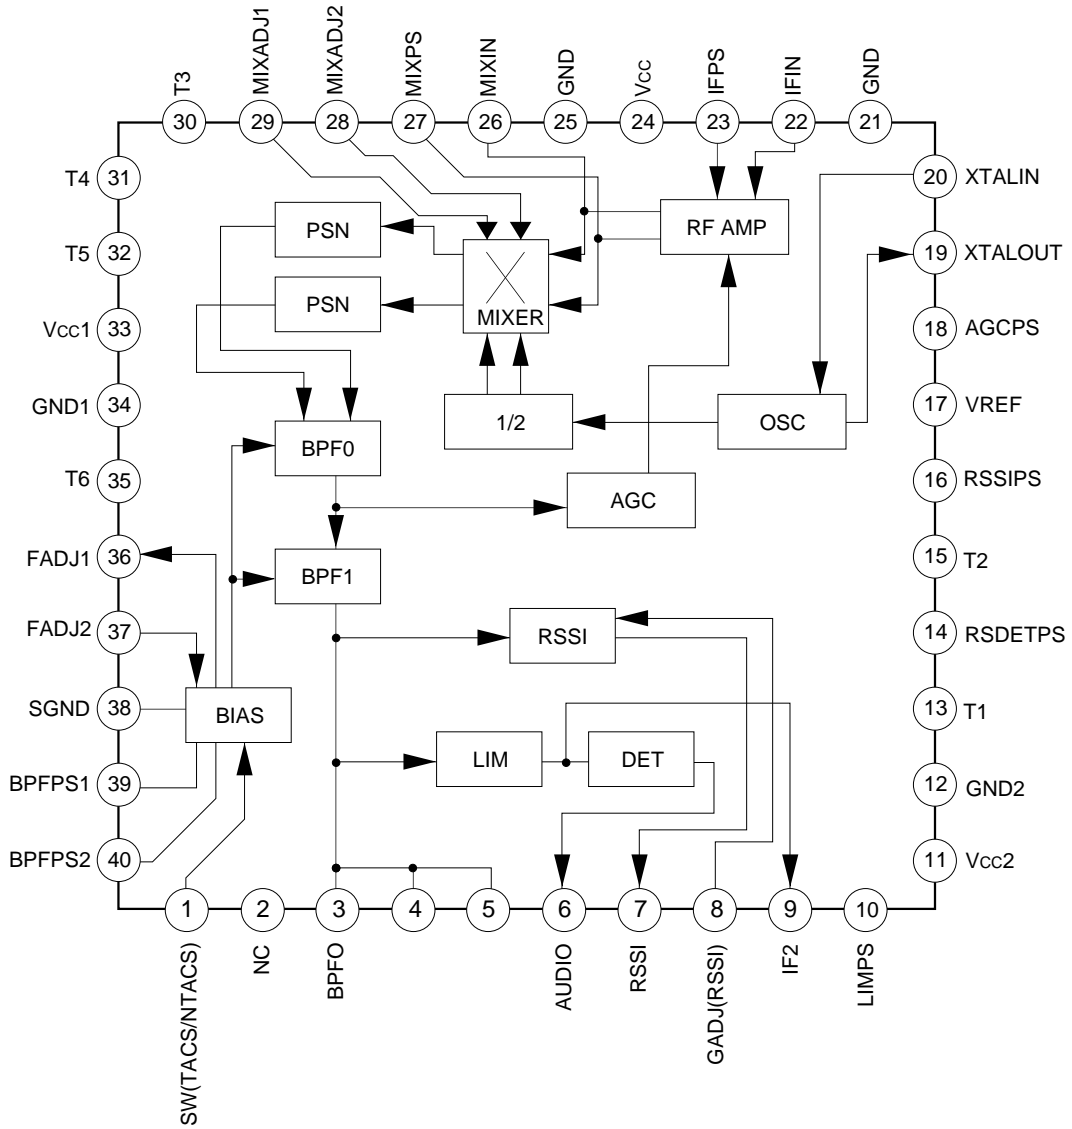 T3
MIXADJ1
MIXADJ2
MIXPS
MIXIN
GND
Vcc
IFPS
IFIN
GND
30
29
28
27
26
25
24
23
22
21
T4
31
20
XTALIN
PSN
RF AMP
T5
32
19
XTALOUT
PSN
MIXER
Vcc1
33
18
AGCPS
GND1
34
17
VREF
1/2
OSC
BPF0
T6
35
16
RSSIPS
AGC
FADJ1
36
15
T2
BPF1
FADJ2
37
14
RSDETPS
RSSI
SGND
38
BIAS
13
T1
LIM
DET
BPFPS1
39
12
GND2
BPFPS2
40
11
Vcc2
1
2
3
4
5
6
7
8
9
10
SW(TACS/NTACS)
NC
BPFO
AUDIO
RSSI
GADJ(RSSI)
IF2
LIMPS